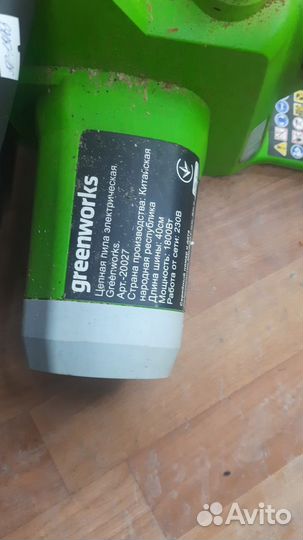 greenworks
Цепная пила электрическая.
Greenworks.
Арт.-20027
Страна производства: Китайская
народная республика
Длина шины: 40см
Мощность: 1800Вт
Работа от сети: 230В
Avito